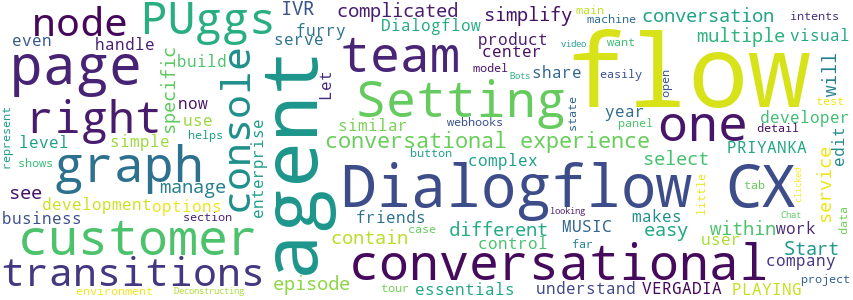 node
PUggs
IVR
complicated
simplify
main
machine
intents
even
handle
furry
Dialogflow
product
conversation
want
multiple
visual
page
build
console
serve
center
team
video
model
Bots
share
easily
flow
open
will
right
specific
now
use
Let
Setting
webhooks
year
state
one
panel
developer
test
represent
level
simple
helps
enterprise
agent
similar
conversational experience
button
complex
select
detail
PRIYANKA
edit
shows
graph
manage
see
development
options
business
section
Dialogflow CX
little
tab
clicked
service
friends
case
MUSIC
looking
makes
easy
within
work
Chat
data
customer
contain
different
control
far
user
Start
company
transitions
episode
tour
conversational
essentials
understand
VERGADIA
PLAYING
project
environment
Deconstructing